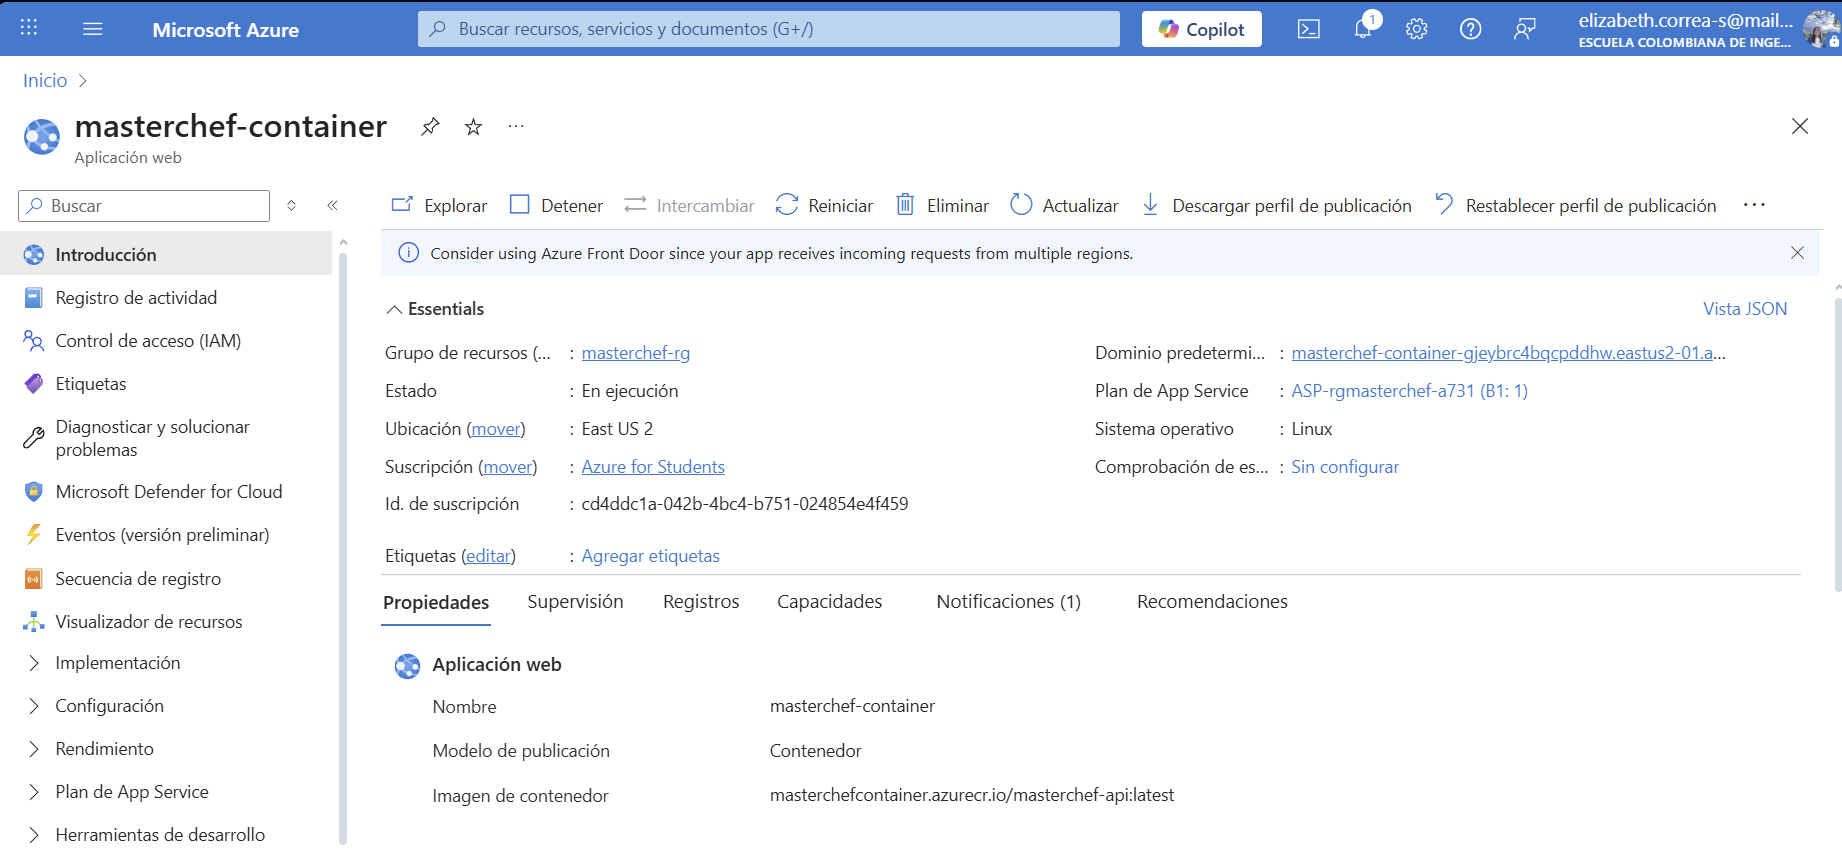 Microsoft Azure
Buscar recursos, servicios y documentos (G+/)
Copilot
1
elizabeth.correa-s@mail...
ESCUELA COLOMBIANA DE INGE...
Inicio
masterchef-container
Aplicación web
Buscar
Explorar
Detener
Intercambiar
Reiniciar
Eliminar
Actualizar
Descargar perfil de publicación
Restablecer perfil de publicación
Introducción
Registro de actividad
Control de acceso (IAM)
Etiquetas
Diagnosticar y solucionar
problemas
Microsoft Defender for Cloud
Eventos (versión preliminar)
Secuencia de registro
Visualizador de recursos
Implementación
Configuración
Rendimiento
Plan de App Service
Herramientas de desarrollo
Consider using Azure Front Door since your app receives incoming requests from multiple regions.
Essentials
Vista JSON
Grupo de recursos (... : masterchef-rg
Estado : En ejecución
Ubicación (mover) : East US 2
Suscripción (mover) : Azure for Students
Id. de suscripción : cd4ddc1a-042b-4bc4-b751-024854e4f459
Etiquetas (editar) : Agregar etiquetas
Dominio predetermi... : masterchef-container-gjeybrc4bqcpddhw.eastus2-01.a...
Plan de App Service : ASP-rgmasterchef-a731 (B1: 1)
Sistema operativo : Linux
Comprobación de es... : Sin configurar
Propiedades
Supervisión
Registros
Capacidades
Notificaciones (1)
Recomendaciones
Aplicación web
Nombre masterchef-container
Modelo de publicación Contenedor
Imagen de contenedor masterchefcontainer.azurecr.io/masterchef-api:latest